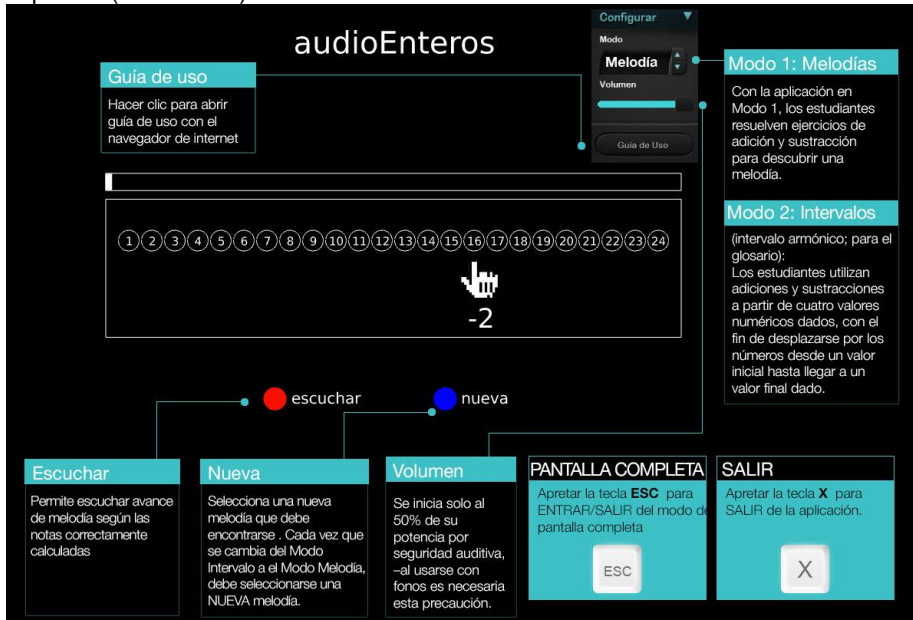 audioEnteros
Configurar
Modo
Melodía
Volumen
Guía de Uso
Guía de uso
Hacer clic para abrir
guía de uso con el
navegador de internet
Modo 1: Melodías
Con la aplicación en
Modo 1, los estudiantes
resuelven ejercicios de
adición y sustracción
para descubrir una
melodía.
Modo 2: Intervalos
(intervalo armónico; para el
glosario):
Los estudiantes utilizan
adiciones y sustracciones
a partir de cuatro valores
numéricos dados, con el
fin de desplazarse por los
números desde un valor
inicial hasta llegar a un
valor final dado.
1 2 3 4 5 6 7 8 9 10 11 12 13 14 15 16 17 18 19 20 21 22 23 24
-2
escuchar
nueva
Escuchar
Permite escuchar avance
de melodía según las
notas correctamente
calculadas
Nueva
Selecciona una nueva
melodía que debe
encontrarse . Cada vez que
se cambia del Modo
Intervalo a el Modo Melodía,
debe seleccionarse una
NUEVA melodía.
Volumen
Se inicia solo al
50% de su
potencia por
seguridad auditiva,
–al usarse con
fonos es necesaria
esta precaución.
PANTALLA COMPLETA
Apretar la tecla ESC para
ENTRAR/SALIR del modo de
pantalla completa
ESC
SALIR
Apretar la tecla X para
SALIR de la aplicación.
X